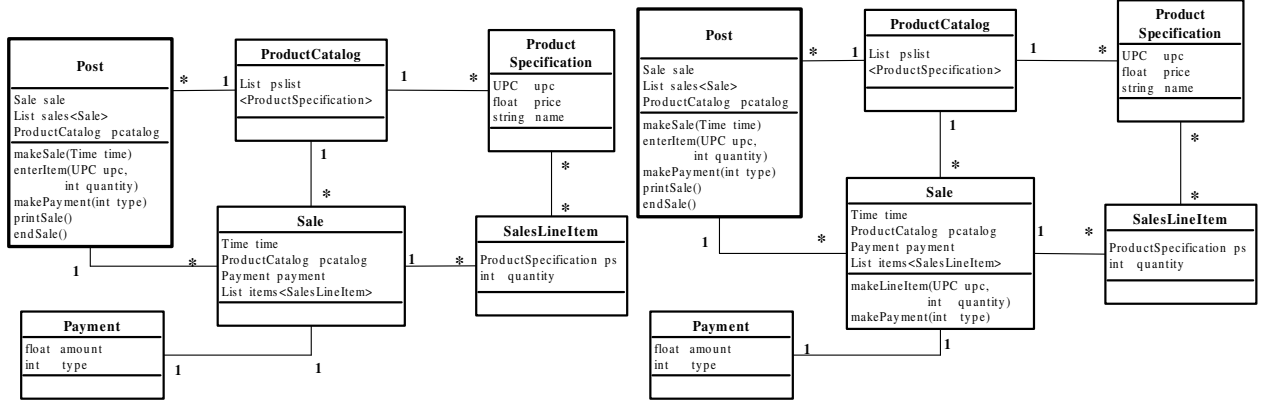 Post
Sale sale
List sales<Sale>
ProductCatalog pcatalog
makeSale(Time time)
enterItem(UPC upc,
int quantity)
makePayment(int type)
printSale()
endSale()
*
1
ProductCatalog
List pslist
<ProductSpecification>
1
*
Product
Specification
UPC upc
float price
string name
1
*
*
*
1
*
Sale
Time time
ProductCatalog pcatalog
Payment payment
List items<SalesLineItem>
1
*
SalesLineItem
ProductSpecification ps
int quantity
Payment
float amount
int type
1
1
Post
Sale sale
List sales<Sale>
ProductCatalog pcatalog
makeSale(Time time)
enterItem(UPC upc,
int quantity)
makePayment(int type)
printSale()
endSale()
*
1
ProductCatalog
List pslist
<ProductSpecification>
1
*
Product
Specification
UPC upc
float price
string name
1
*
*
*
1
*
Sale
Time time
ProductCatalog pcatalog
Payment payment
List items<SalesLineItem>
makeLineItem(UPC upc,
int quantity)
makePayment(int type)
1
*
SalesLineItem
ProductSpecification ps
int quantity
Payment
float amount
int type
1
1